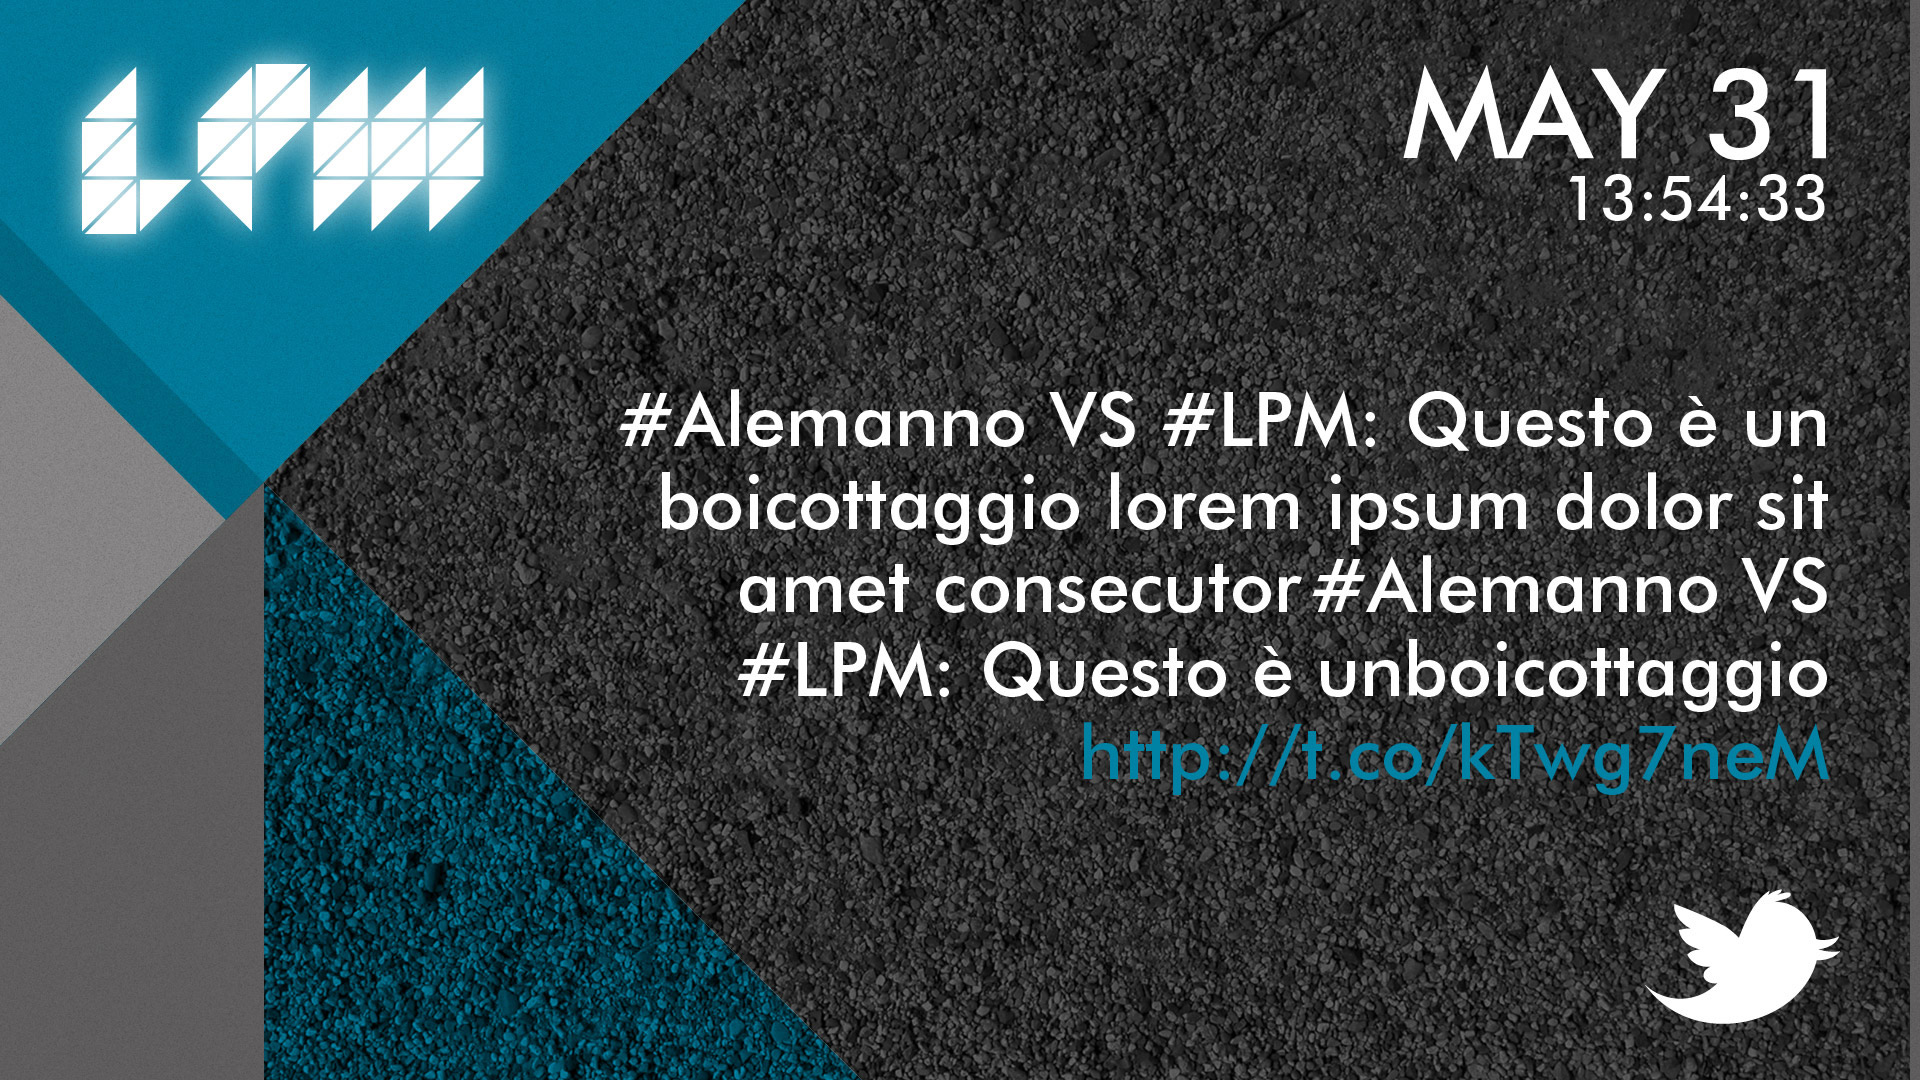 LPM
MAY 31
13:54:33
#Alemanno VS #LPM: Questo è un
boicottaggio lorem ipsum dolor sit
amet consecutor #Alemanno VS
#LPM: Questo è unboicottaggio
http://t.co/kTwg7neM